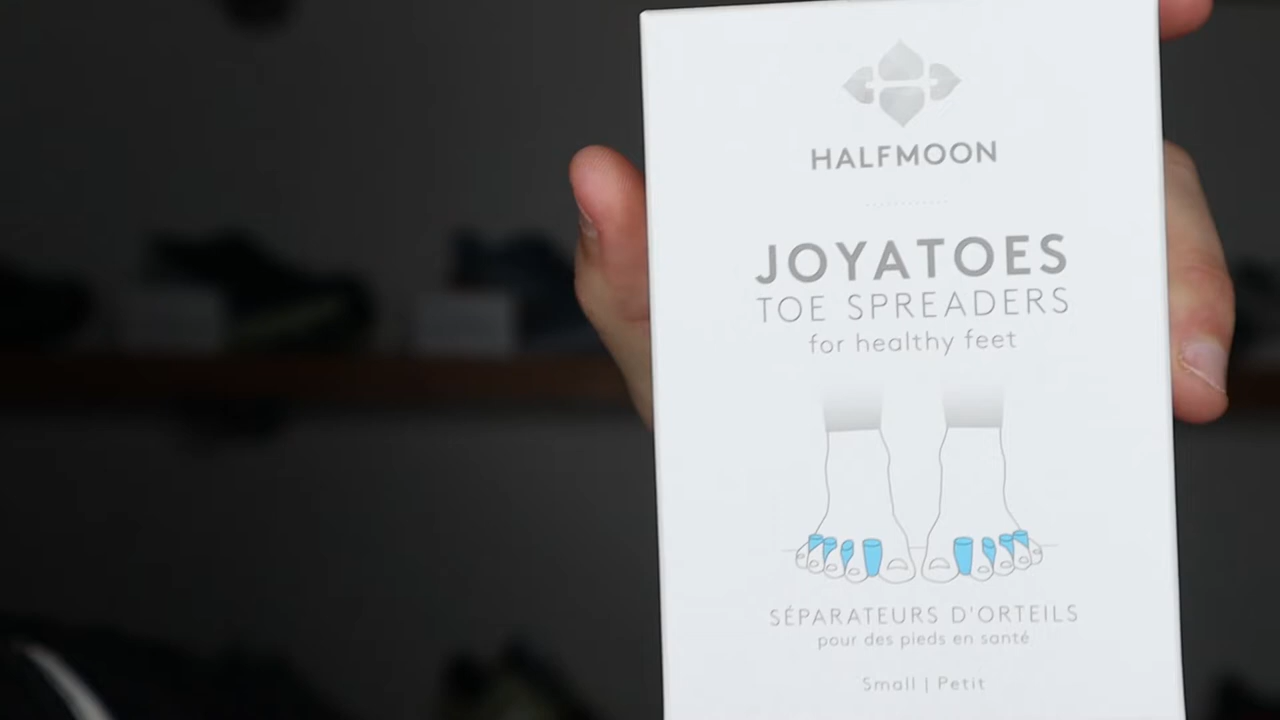 HALFMOON
JOYATOES
TOE SPREADERS
for healthy feet
SÉPARATEURS D'ORTEILS
pour des pieds en santé
Small | Petit